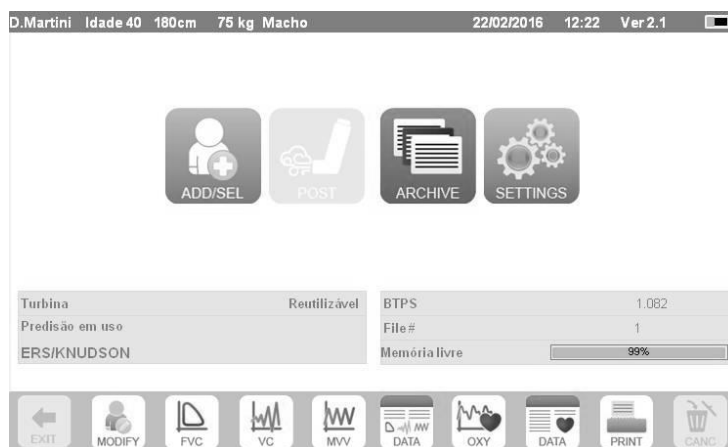 D.Martini Idade 40 180cm 75 kg Macho 22/02/2016 12:22 Ver 2.1
ADD/SEL POST ARCHIVE SETTINGS
Turbina Reutilizável BTPS 1.082
Predisão em uso File # 1
ERS/KNUDSON Memória livre 99%
EXIT MODIFY FVC VC MVV DATA OXY DATA PRINT CANC